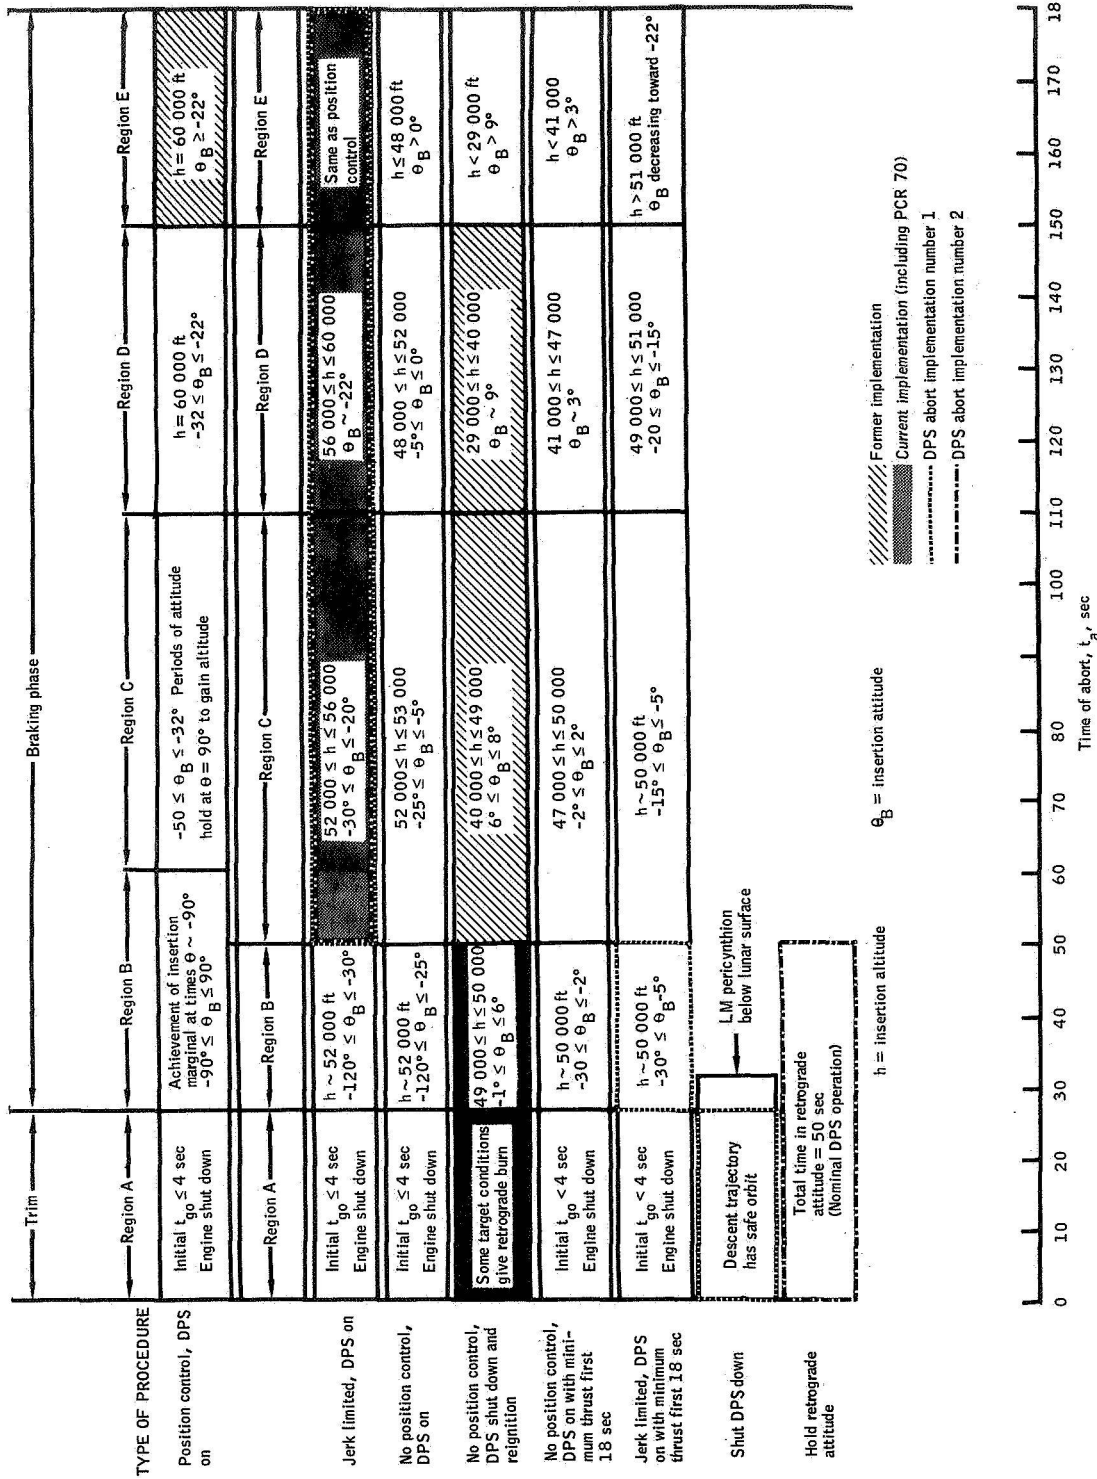 Trim
Braking phase
TYPE OF PROCEDURE
Region A
Region B
Region C
Region D
Region E
Position control, DPS
on
Initial t_go ≤ 4 sec
Engine shut down
Achievement of insertion
marginal at times θ ~ -90°
-90° ≤ θ_B ≤ 90°
-50 ≤ θ_B ≤ -32° Periods of attitude
hold at θ = 90° to gain altitude
h = 60 000 ft
-32 ≤ θ_B ≤ -22°
h = 60 000 ft
θ_B ≥ -22°
Region A
Region B
Region C
Region D
Region E
Jerk limited, DPS on
Initial t_go ≤ 4 sec
Engine shut down
h ~ 52 000 ft
-120° ≤ θ_B ≤ -30°
52 000 ≤ h ≤ 56 000
-30° ≤ θ_B ≤ -20°
56 000 ≤ h ≤ 60 000
θ_B ~ -22°
Same as position
control
No position control,
DPS on
Initial t_go ≤ 4 sec
Engine shut down
h ~ 52 000 ft
-120° ≤ θ_B ≤ -25°
52 000 ≤ h ≤ 53 000
-25° ≤ θ_B ≤ -5°
48 000 ≤ h ≤ 52 000
-5° ≤ θ_B ≤ 0°
h ≤ 48 000 ft
θ_B > 0°
No position control,
DPS shut down and
reignition
Some target conditions
give retrograde burn
49 000 ≤ h ≤ 50 000
-1° ≤ θ_B ≤ 6°
40 000 ≤ h ≤ 49 000
6° ≤ θ_B ≤ 8°
29 000 ≤ h ≤ 40 000
θ_B ~ 9°
h < 29 000 ft
θ_B > 9°
No position control,
DPS on with mini-
mum thrust first
18 sec
Initial t_go < 4 sec
Engine shut down
h ~ 50 000 ft
-30 ≤ θ_B ≤ -2°
47 000 ≤ h ≤ 50 000
-2° ≤ θ_B ≤ 2°
41 000 ≤ h ≤ 47 000
θ_B ~ 3°
h < 41 000
θ_B > 3°
Jerk limited, DPS
on with minimum
thrust first 18 sec
Initial t_go < 4 sec
Engine shut down
h ~ 50 000 ft
-30° ≤ θ_B -5°
h ~ 50 000 ft
-15° ≤ θ_B ≤ -5°
49 000 ≤ h ≤ 51 000
-20 ≤ θ_B ≤ -15°
h > 51 000 ft
θ_B decreasing toward -22°
Shut DPS down
Descent trajectory
has safe orbit
LM pericynthion
below lunar surface
Hold retrograde
attitude
Total time in retrograde
attitude = 50 sec
(Nominal DPS operation)
h = insertion altitude
θ_B = insertion attitude
Former implementation
Current implementation (including PCR 70)
DPS abort implementation number 1
DPS abort implementation number 2
0 10 20 30 40 50 60 70 80 90 100 110 120 130 140 150 160 170 18
Time of abort, t_a, sec